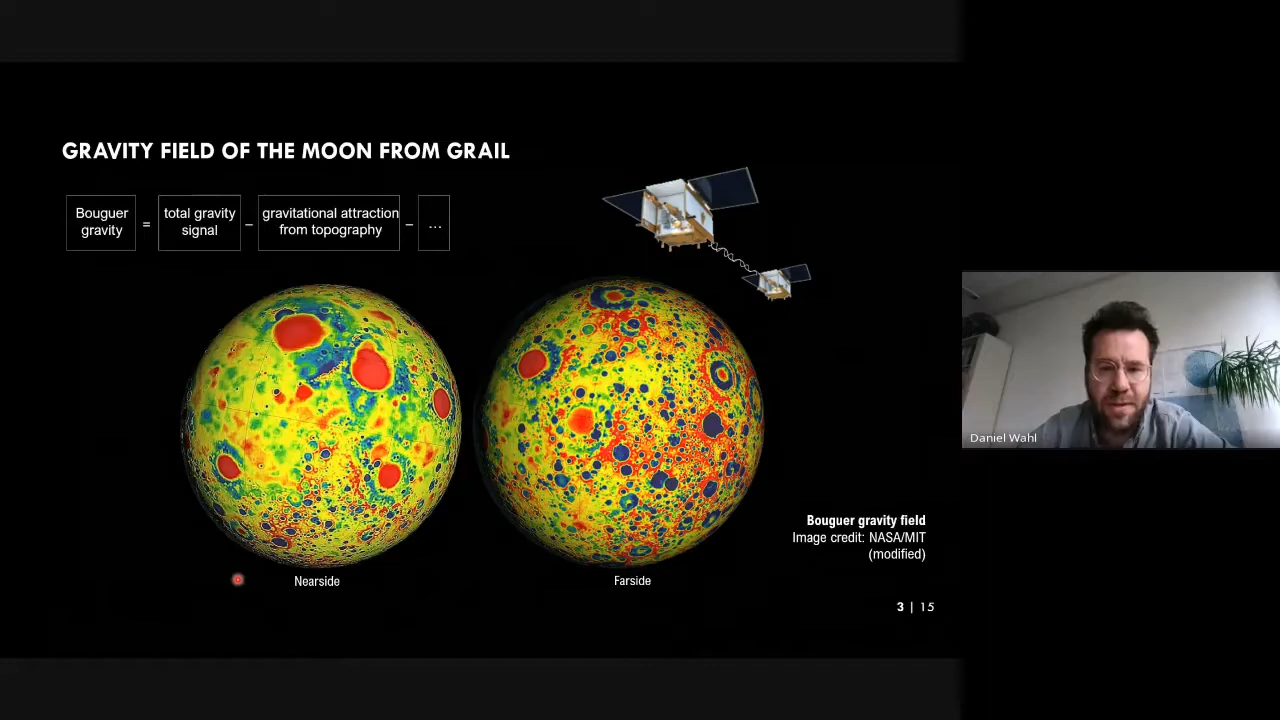 GRAVITY FIELD OF THE MOON FROM GRAIL
Bouguer
gravity
=
total gravity
signal
–
gravitational attraction
from topography
–
...
Nearside
Farside
Bouguer gravity field
Image credit: NASA/MIT
(modified)
3 | 15
Daniel Wahl